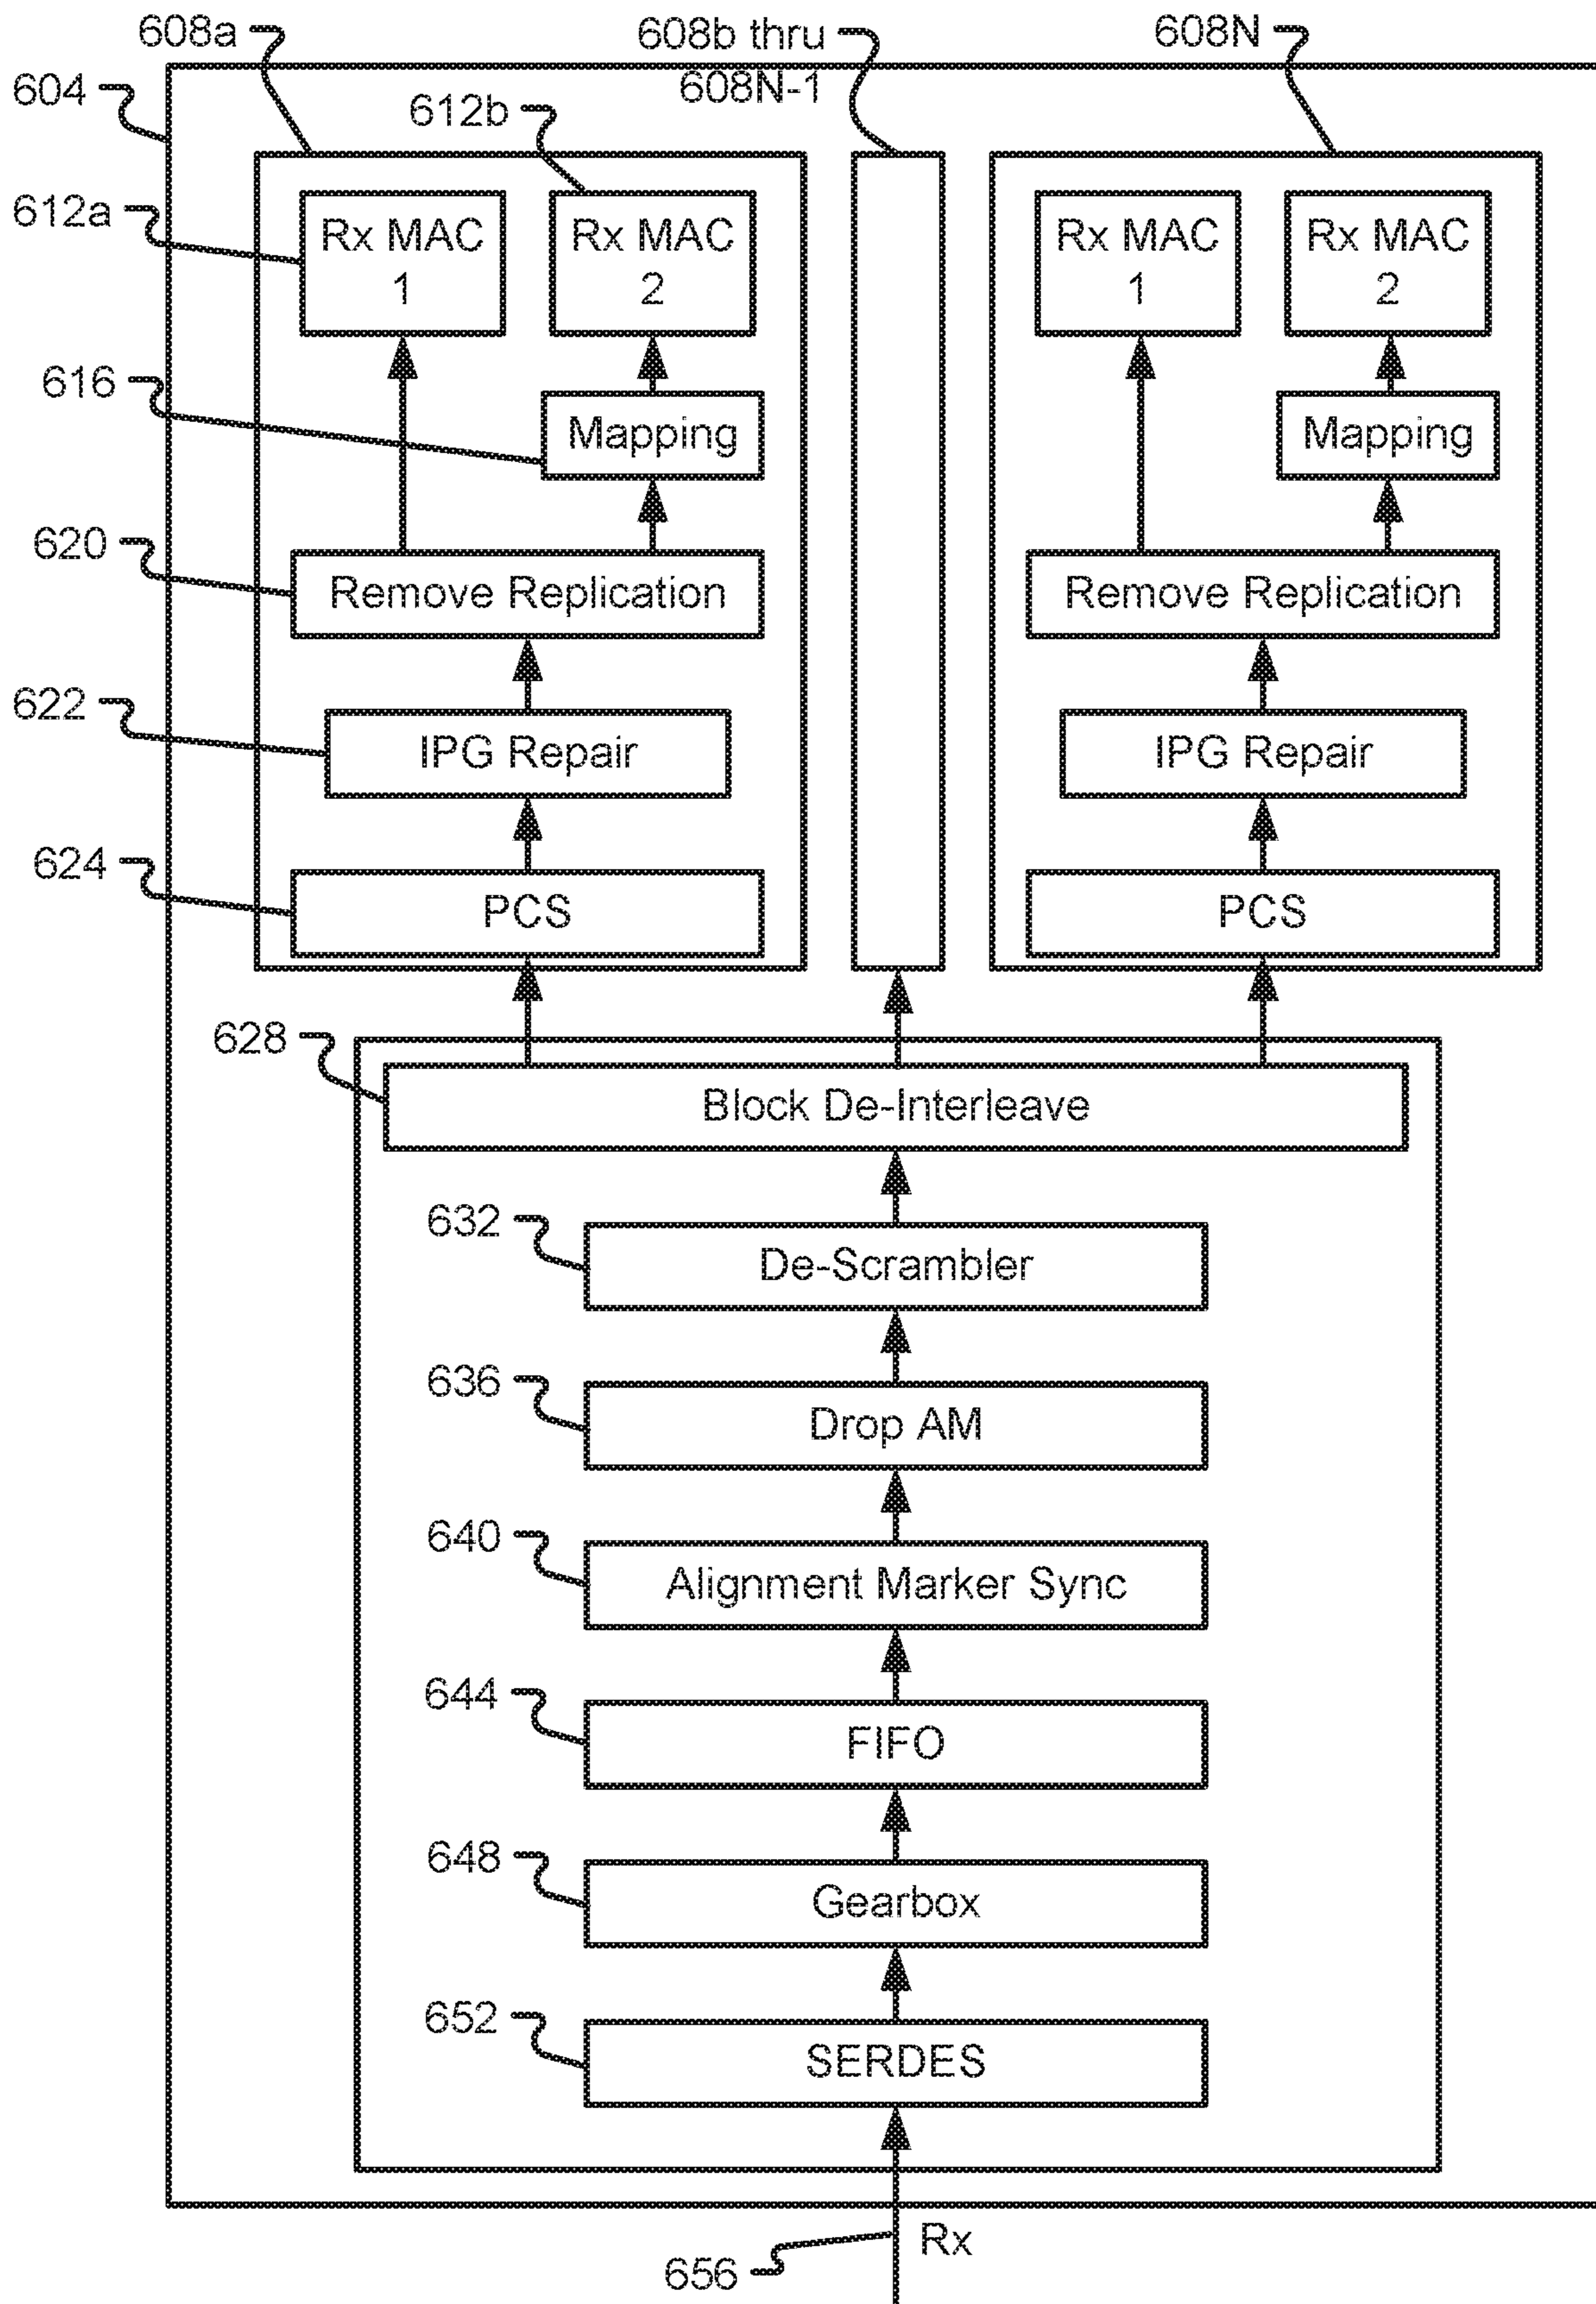 608a
608b thru
608N-1
608N
604
612b
612a
Rx MAC
1
Rx MAC
2
Rx MAC
1
Rx MAC
2
616
Mapping
Mapping
620
Remove Replication
Remove Replication
622
IPG Repair
IPG Repair
624
PCS
PCS
628
Block De-Interleave
632
De-Scrambler
636
Drop AM
640
Alignment Marker Sync
644
FIFO
648
Gearbox
652
SERDES
656
Rx